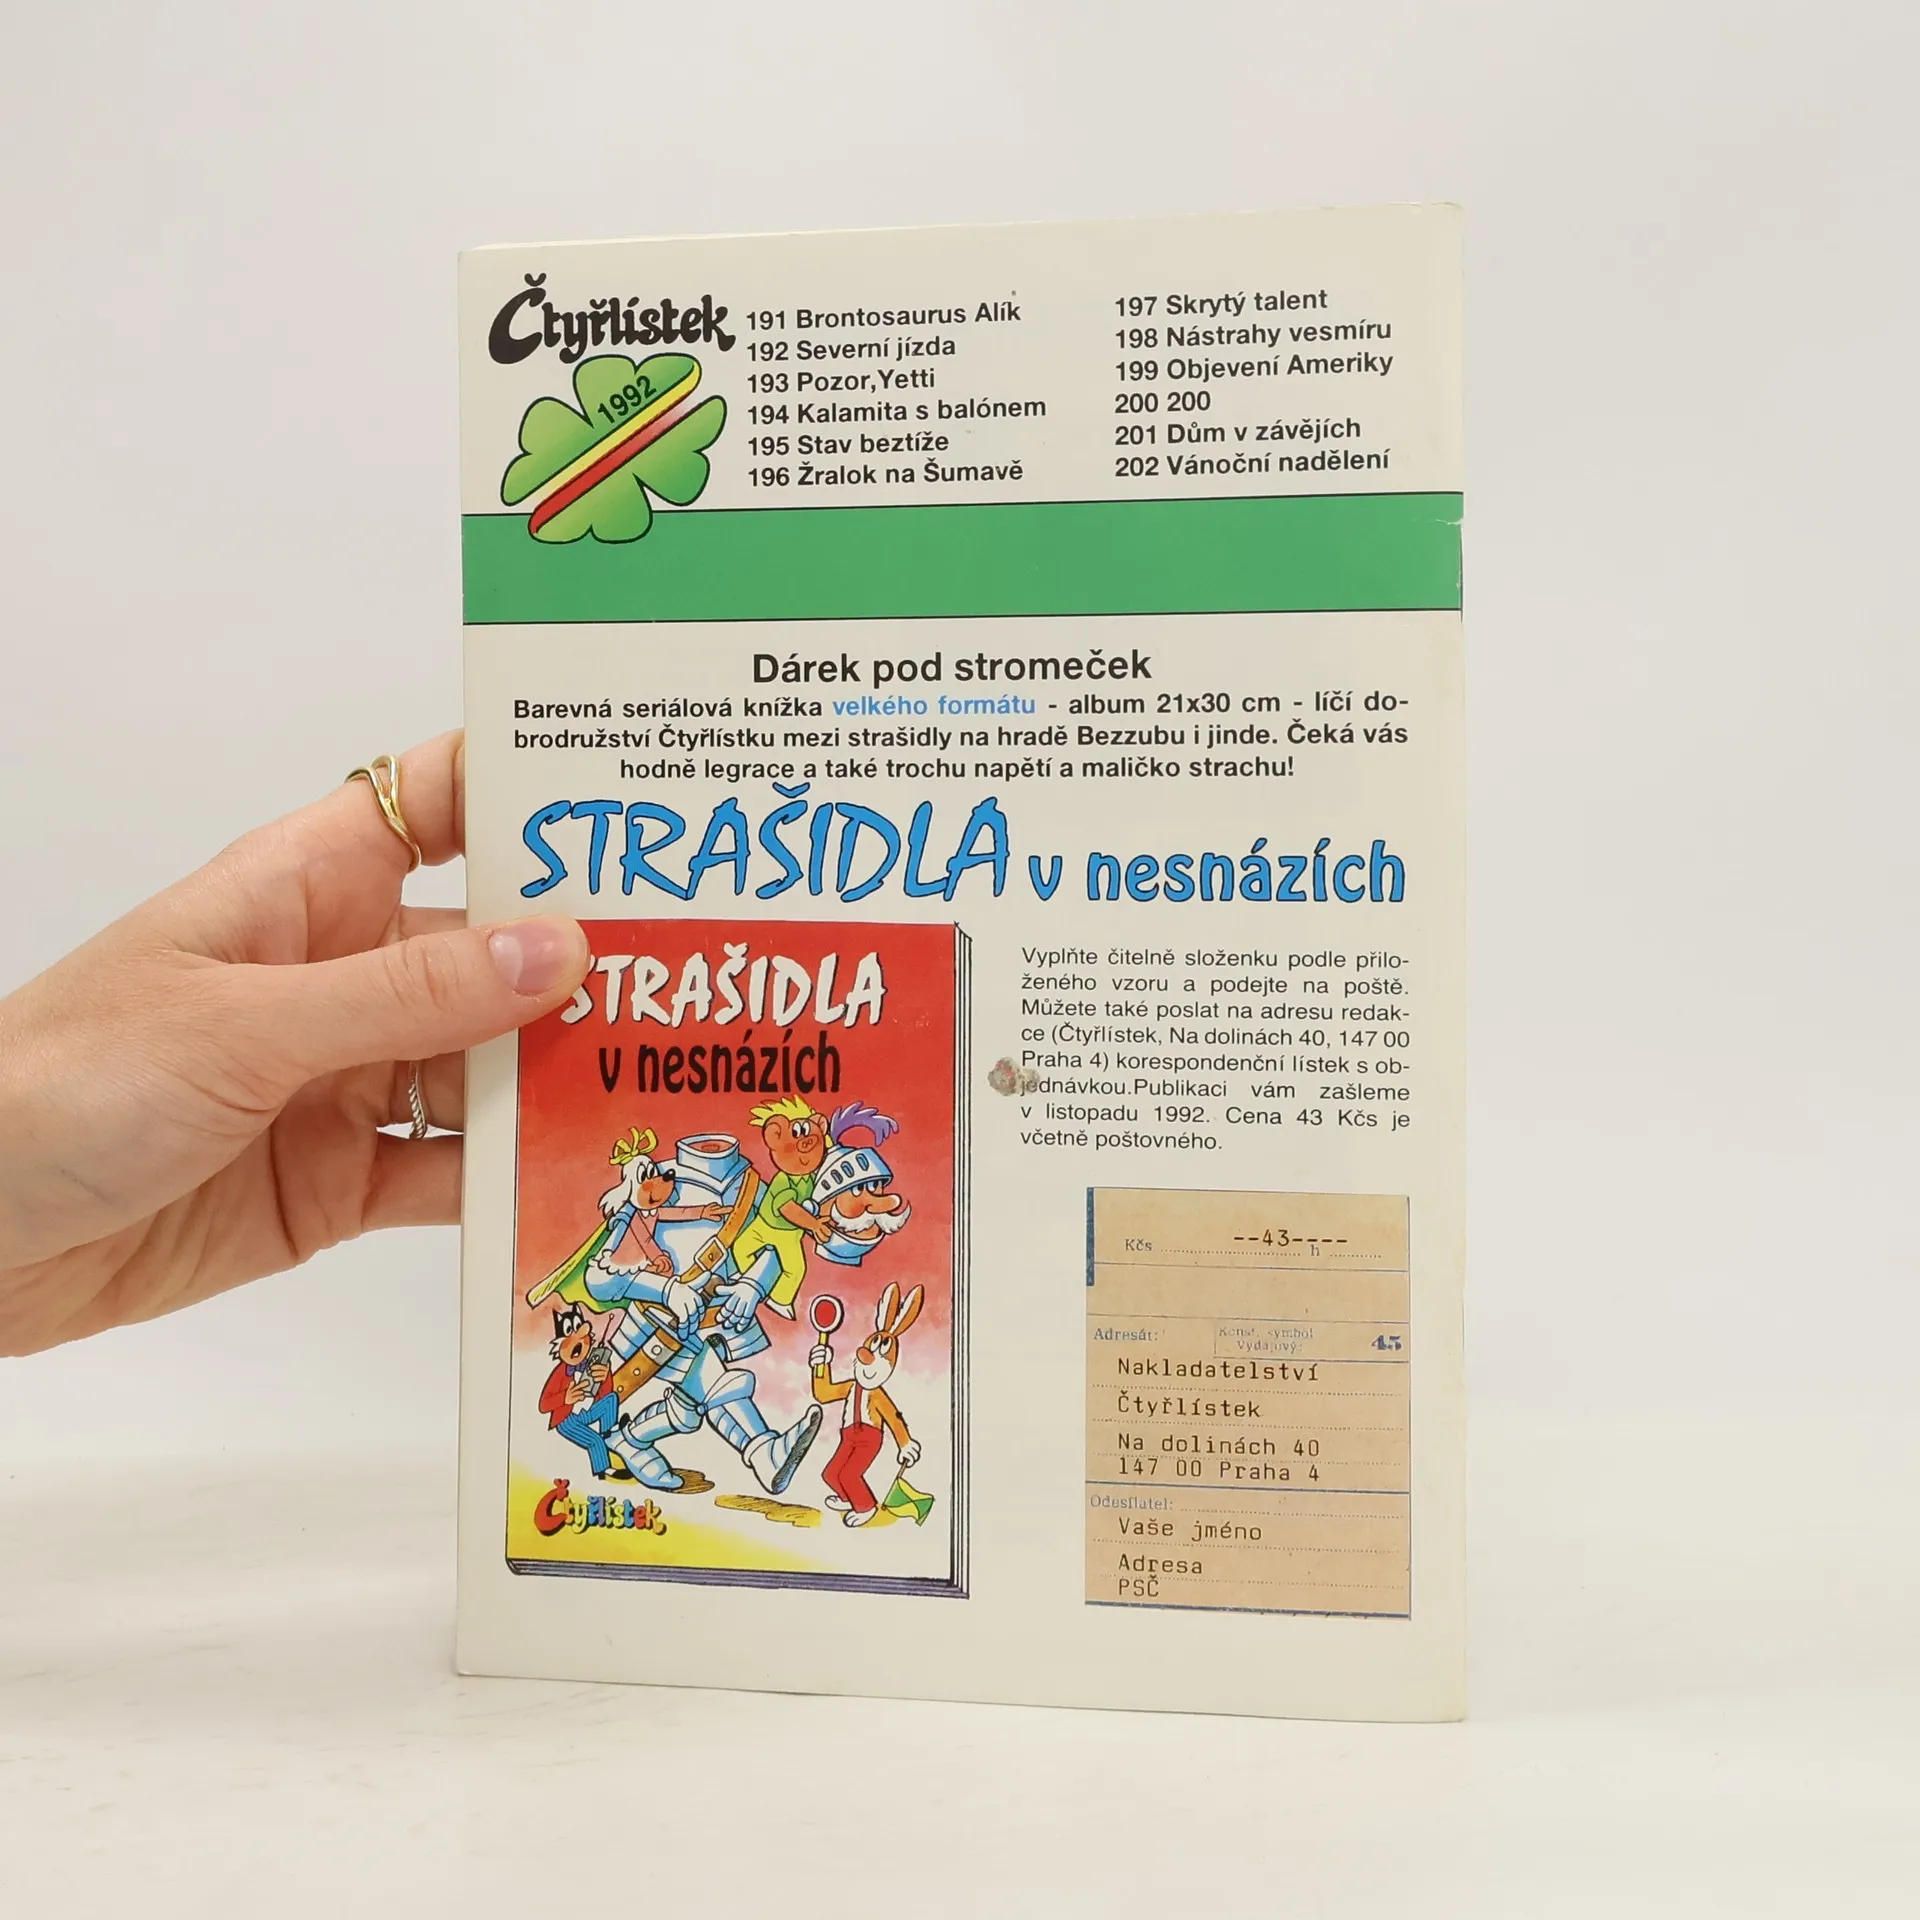 Čtyřlístek
1992
191 Brontosaurus Alík
192 Severní jízda
193 Pozor,Yetti
194 Kalamita s balónem
195 Stav beztíže
196 Žralok na Šumavě
197 Skrytý talent
198 Nástrahy vesmíru
199 Objevení Ameriky
200 200
201 Dům v závějích
202 Vánoční nadělení
Dárek pod stromeček
Barevná seriálová knížka velkého formátu - album 21x30 cm - líčí do-
brodružství Čtyřlístku mezi strašidly na hradě Bezzubu i jinde. Čeká vás
hodně legrace a také trochu napětí a maličko strachu!
STRAŠIDLA v nesnázích
STRAŠIDLA
v nesnázích
Čtyřlístek
Vyplňte čitelně složenku podle přilo-
ženého vzoru a podejte na poště.
Můžete také poslat na adresu redak-
ce (Čtyřlístek, Na dolinách 40, 147 00
Praha 4) korespondenční lístek s ob-
jednávkou.Publikaci vám zašleme
v listopadu 1992. Cena 43 Kčs je
včetně poštovného.
Kčs --43---- h
Adresát: Konst. symbol
Výdajový: 45
Nakladatelství
Čtyřlístek
Na dolinách 40
147 00 Praha 4
Odesílatel:
Vaše jméno
Adresa
PSČ